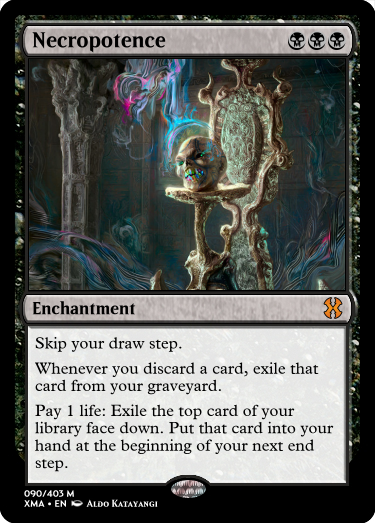 Necropotence
Enchantment
Skip your draw step.
Whenever you discard a card, exile that
card from your graveyard.
Pay 1 life: Exile the top card of your
library face down. Put that card into your
hand at the beginning of your next end
step.
090/403 M
XMA • EN Aldo Katayangi